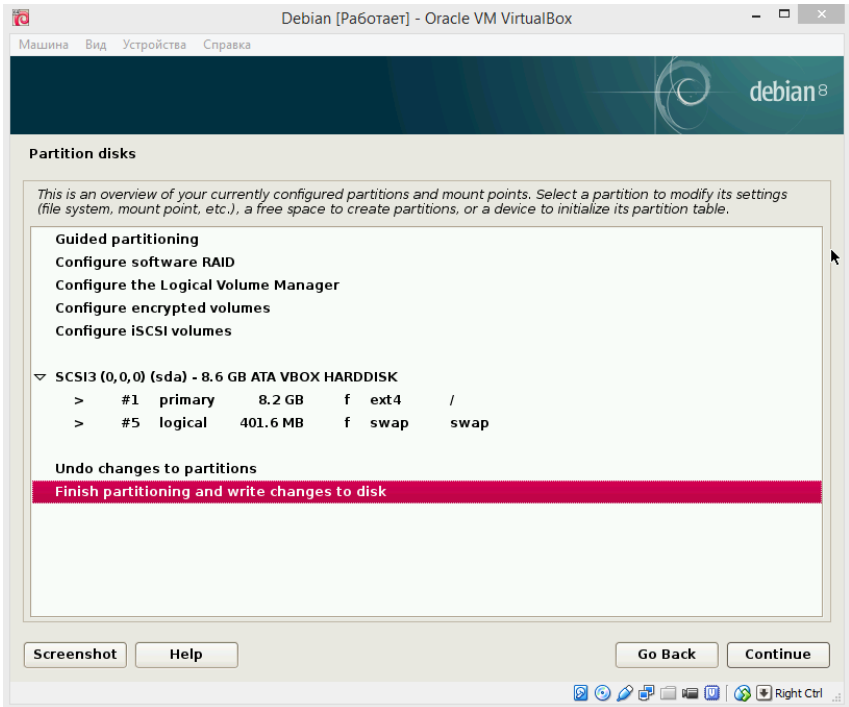 Debian [Работает] - Oracle VM VirtualBox
Машина Вид Устройства Справка
debian 8
Partition disks
This is an overview of your currently configured partitions and mount points. Select a partition to modify its settings
(file system, mount point, etc.), a free space to create partitions, or a device to initialize its partition table.
Guided partitioning
Configure software RAID
Configure the Logical Volume Manager
Configure encrypted volumes
Configure iSCSI volumes
SCSI3 (0,0,0) (sda) - 8.6 GB ATA VBOX HARDDISK
> #1 primary 8.2 GB f ext4 /
> #5 logical 401.6 MB f swap swap
Undo changes to partitions
Finish partitioning and write changes to disk
Screenshot Help Go Back Continue
Right Ctrl